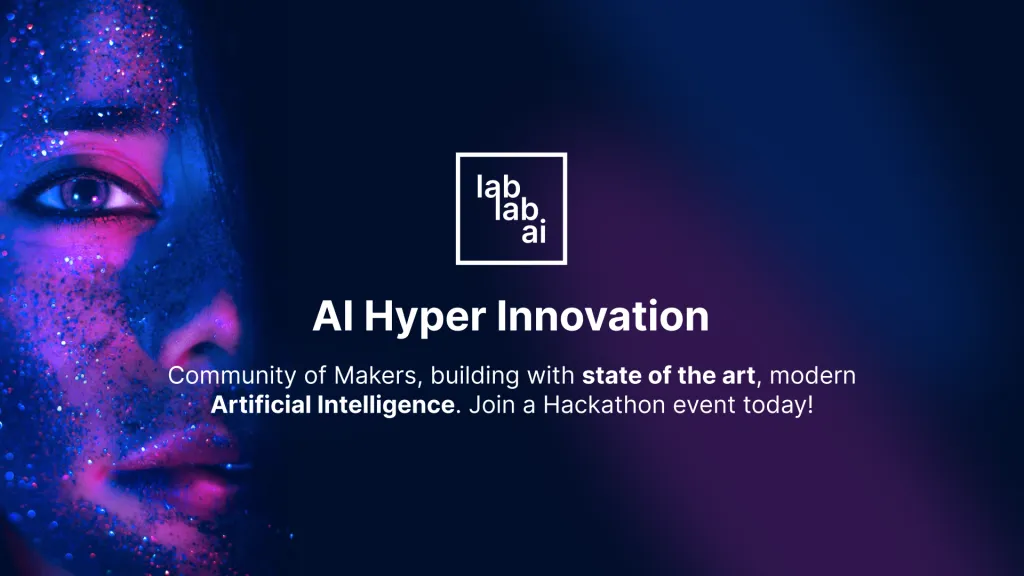 lab
lab
ai
AI Hyper Innovation
Community of Makers, building with state of the art, modern
Artificial Intelligence. Join a Hackathon event today!